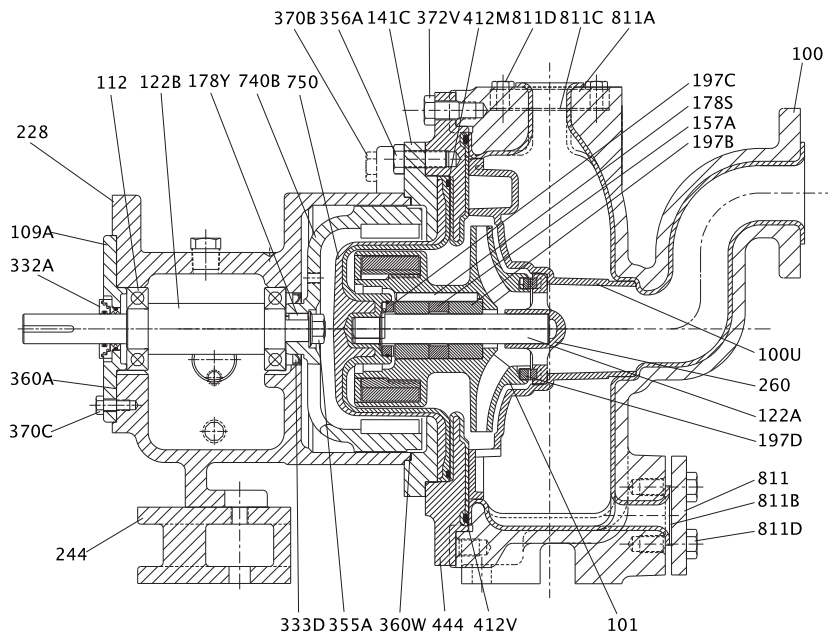 370B 356A 141C 372V 412M 811D 811C 811A
100
112 122B 178Y 740B 750
197C
178S
157A
197B
228
109A
332A
100U
360A
260
122A
370C
197D
811
811B
811D
244
333D 355A 360W 444 412V 101